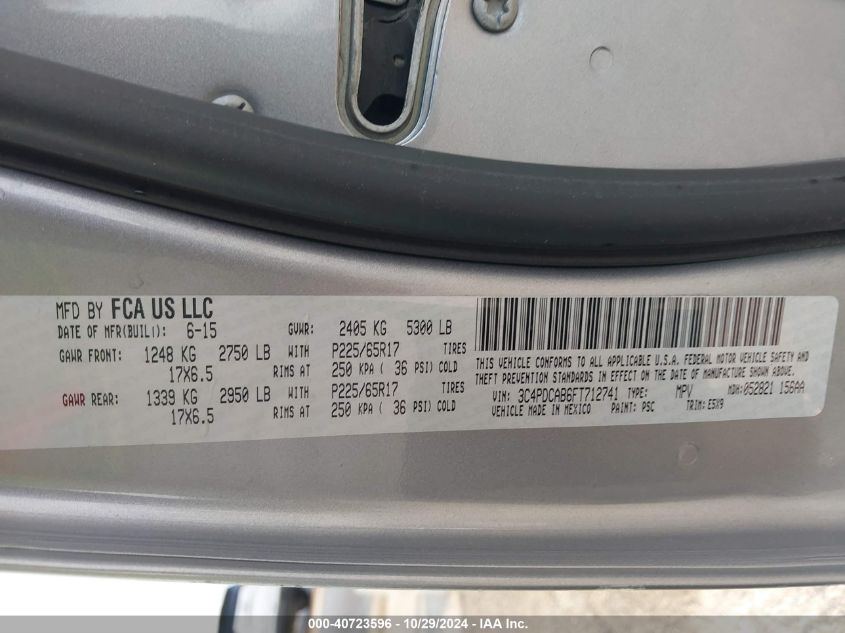 MFD BY FCA US LLC
DATE OF MFR(BUILI): 6-15 GVWR: 2405 KG 5300 LB
GAWR FRONT: 1248 KG 2750 LB WITH P225/65R17 TIRES
17X6.5 RIMS AT 250 KPA ( 36 PSI) COLD
GAWR REAR: 1339 KG 2950 LB WITH P225/65R17 TIRES
17X6.5 RIMS AT 250 KPA ( 36 PSI) COLD
THIS VEHICLE CONFORMS TO ALL APPLICABLE U.S.A. FEDERAL MOTOR VEHICLE SAFETY AND
THEFT PREVENTION STANDARDS IN EFFECT ON THE DATE OF MANUFACTURE SHOWN ABOVE.
VIN: 3C4PDCAB6FT712741 TYPE: MPV MDH:052821 156AA
VEHICLE MADE IN MEXICO PAINT: PSC TRIM: E5X9
000-40723596 - 10/29/2024 - IAA Inc.